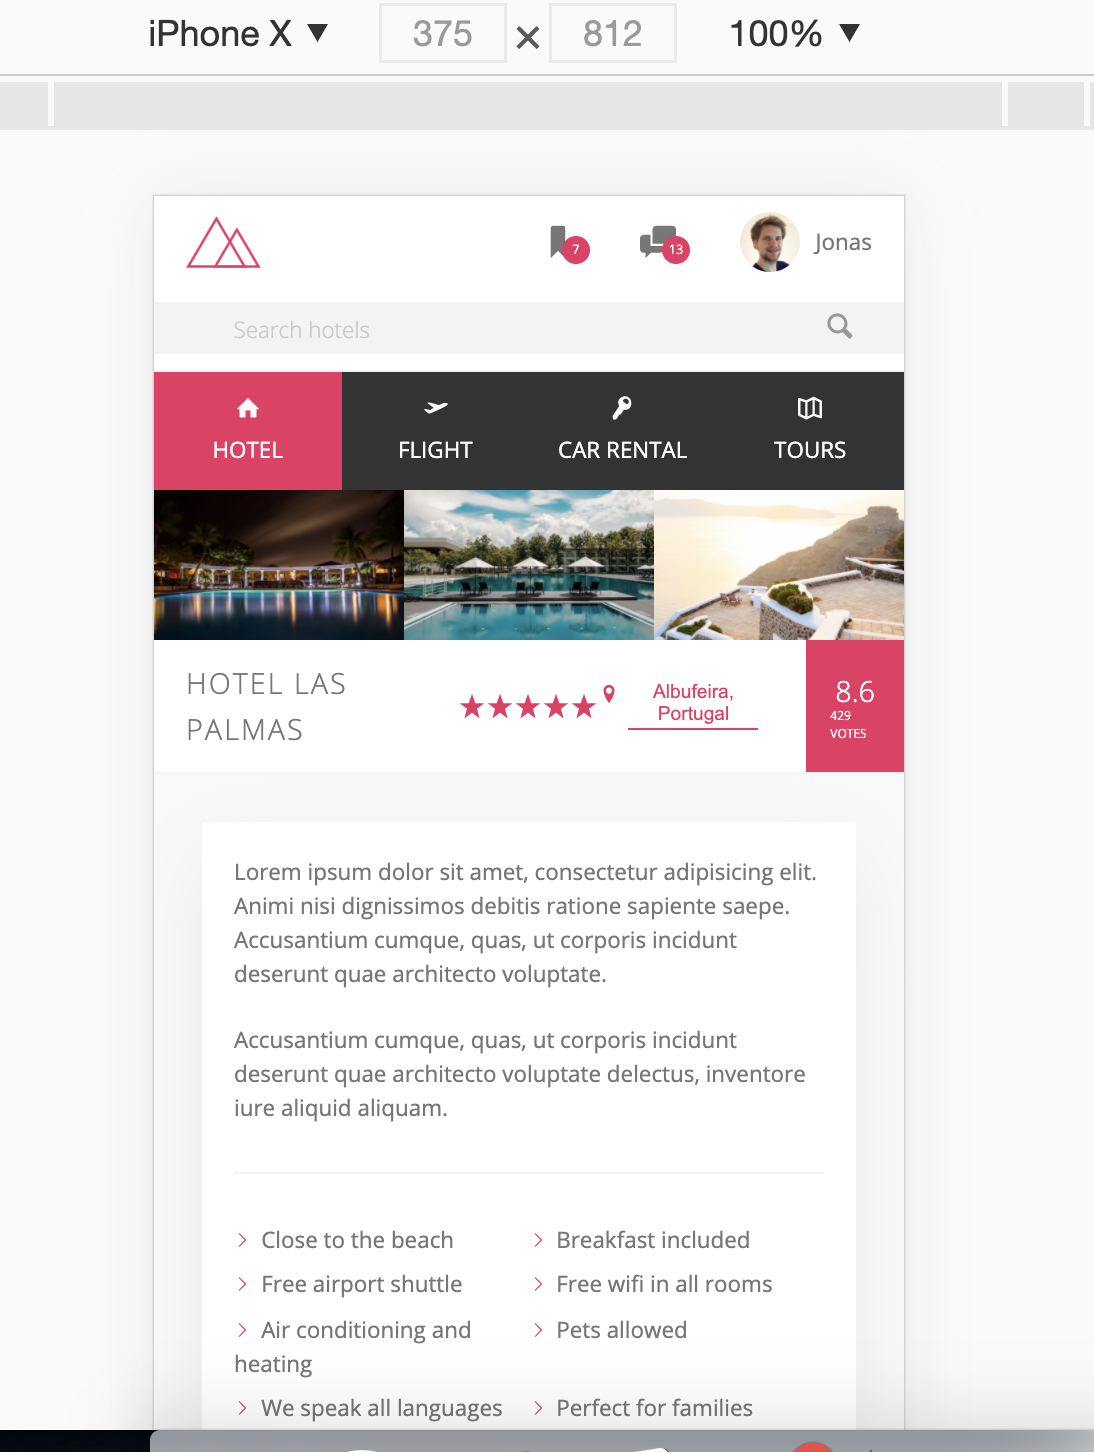 iPhone X ▼ 375 × 812 100% ▼
7
13
Jonas
Search hotels
HOTEL
FLIGHT
CAR RENTAL
TOURS
HOTEL LAS
PALMAS
Albufeira,
Portugal
8.6
429
VOTES
Lorem ipsum dolor sit amet, consectetur adipisicing elit.
Animi nisi dignissimos debitis ratione sapiente saepe.
Accusantium cumque, quas, ut corporis incidunt
deserunt quae architecto voluptate.
Accusantium cumque, quas, ut corporis incidunt
deserunt quae architecto voluptate delectus, inventore
iure aliquid aliquam.
Close to the beach
Breakfast included
Free airport shuttle
Free wifi in all rooms
Air conditioning and
heating
Pets allowed
We speak all languages
Perfect for families